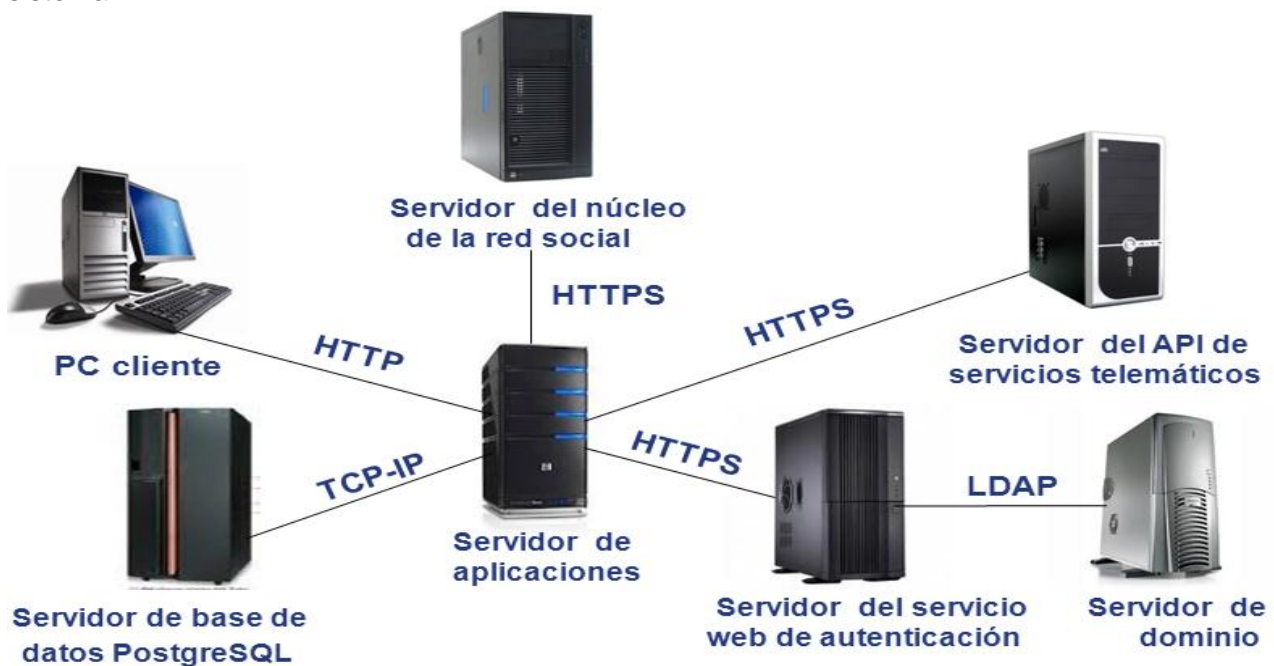 Servidor del núcleo
de la red social
HTTPS
PC cliente
HTTP
HTTPS
Servidor del API de
servicios telemáticos
TCP-IP
HTTPS
LDAP
Servidor de
aplicaciones
Servidor de base de
datos PostgreSQL
Servidor del servicio
web de autenticación
Servidor de
dominio